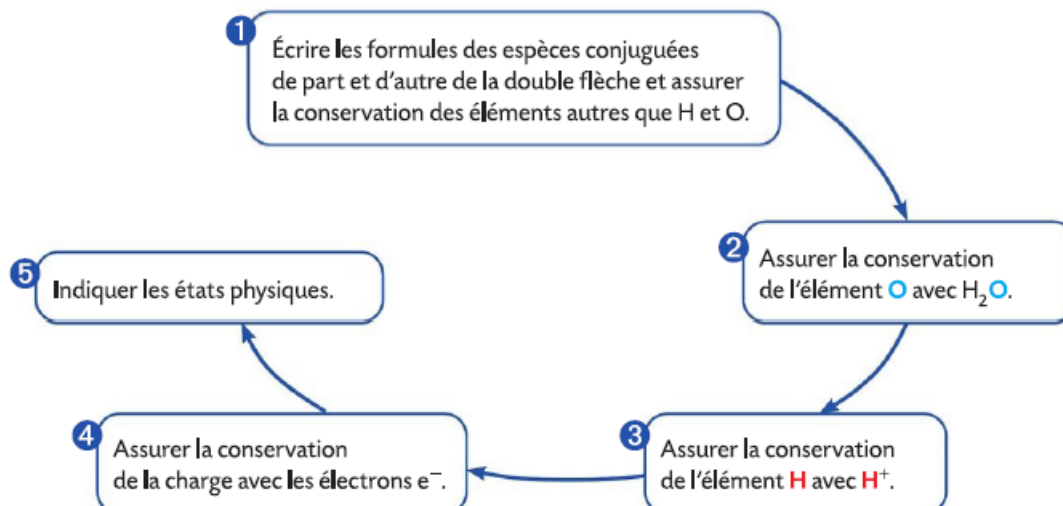 1
Écrire les formules des espèces conjuguées
de part et d'autre de la double flèche et assurer
la conservation des éléments autres que H et O.
2
Assurer la conservation
de l'élément O avec H₂O.
3
Assurer la conservation
de l'élément H avec H⁺.
4
Assurer la conservation
de la charge avec les électrons e⁻.
5
Indiquer les états physiques.